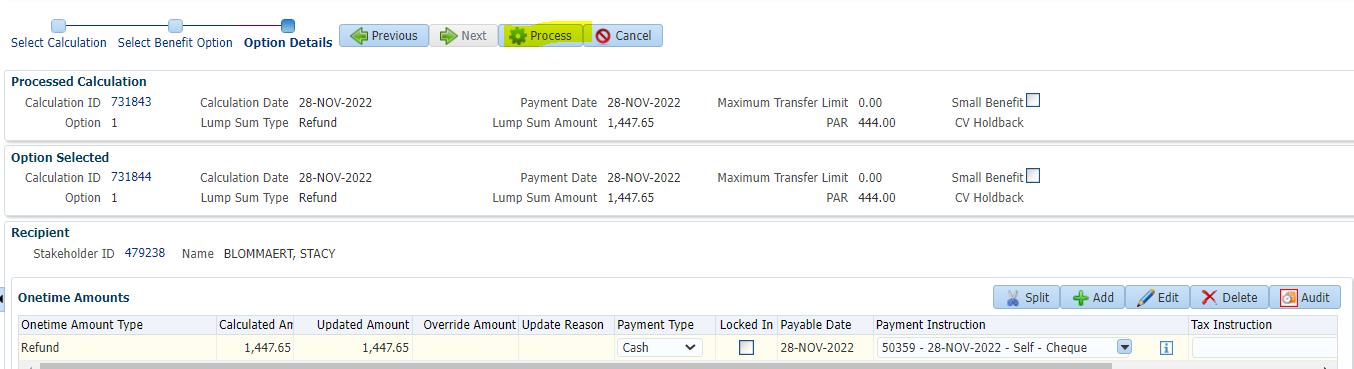 Select Calculation Select Benefit Option Option Details Previous Next Process Cancel
Processed Calculation
Calculation ID 731843 Calculation Date 28-NOV-2022 Payment Date 28-NOV-2022 Maximum Transfer Limit 0.00 Small Benefit
Option 1 Lump Sum Type Refund Lump Sum Amount 1,447.65 PAR 444.00 CV Holdback
Option Selected
Calculation ID 731844 Calculation Date 28-NOV-2022 Payment Date 28-NOV-2022 Maximum Transfer Limit 0.00 Small Benefit
Option 1 Lump Sum Type Refund Lump Sum Amount 1,447.65 PAR 444.00 CV Holdback
Recipient
Stakeholder ID 479238 Name BLOMMAERT, STACY
Onetime Amounts Split Add Edit Delete Audit
Onetime Amount Type Calculated Am Updated Amount Override Amount Update Reason Payment Type Locked In Payable Date Payment Instruction Tax Instruction
Refund 1,447.65 1,447.65 Cash 28-NOV-2022 50359 - 28-NOV-2022 - Self - Cheque